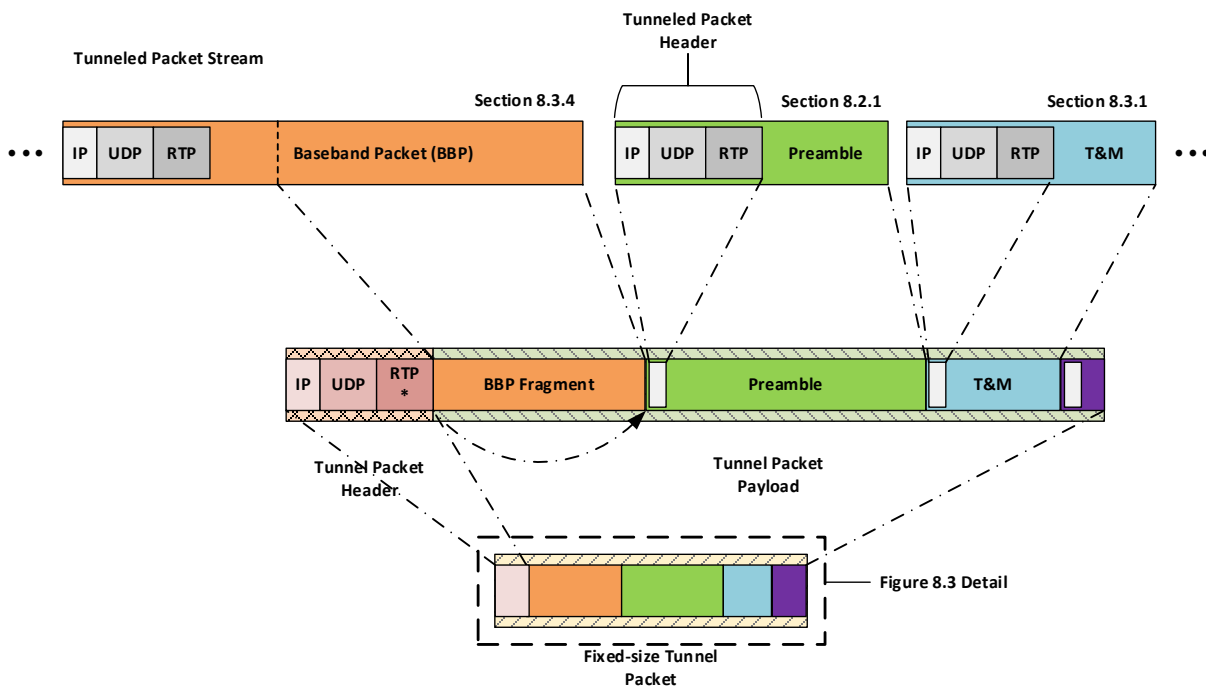 Tunneled Packet
Header
Tunneled Packet Stream
Section 8.3.4
Section 8.2.1
Section 8.3.1
••• IP UDP RTP Baseband Packet (BBP) IP UDP RTP Preamble IP UDP RTP T&M •••
IP UDP RTP
* BBP Fragment Preamble T&M
Tunnel Packet
Header
Tunnel Packet
Payload
Figure 8.3 Detail
Fixed-size Tunnel
Packet